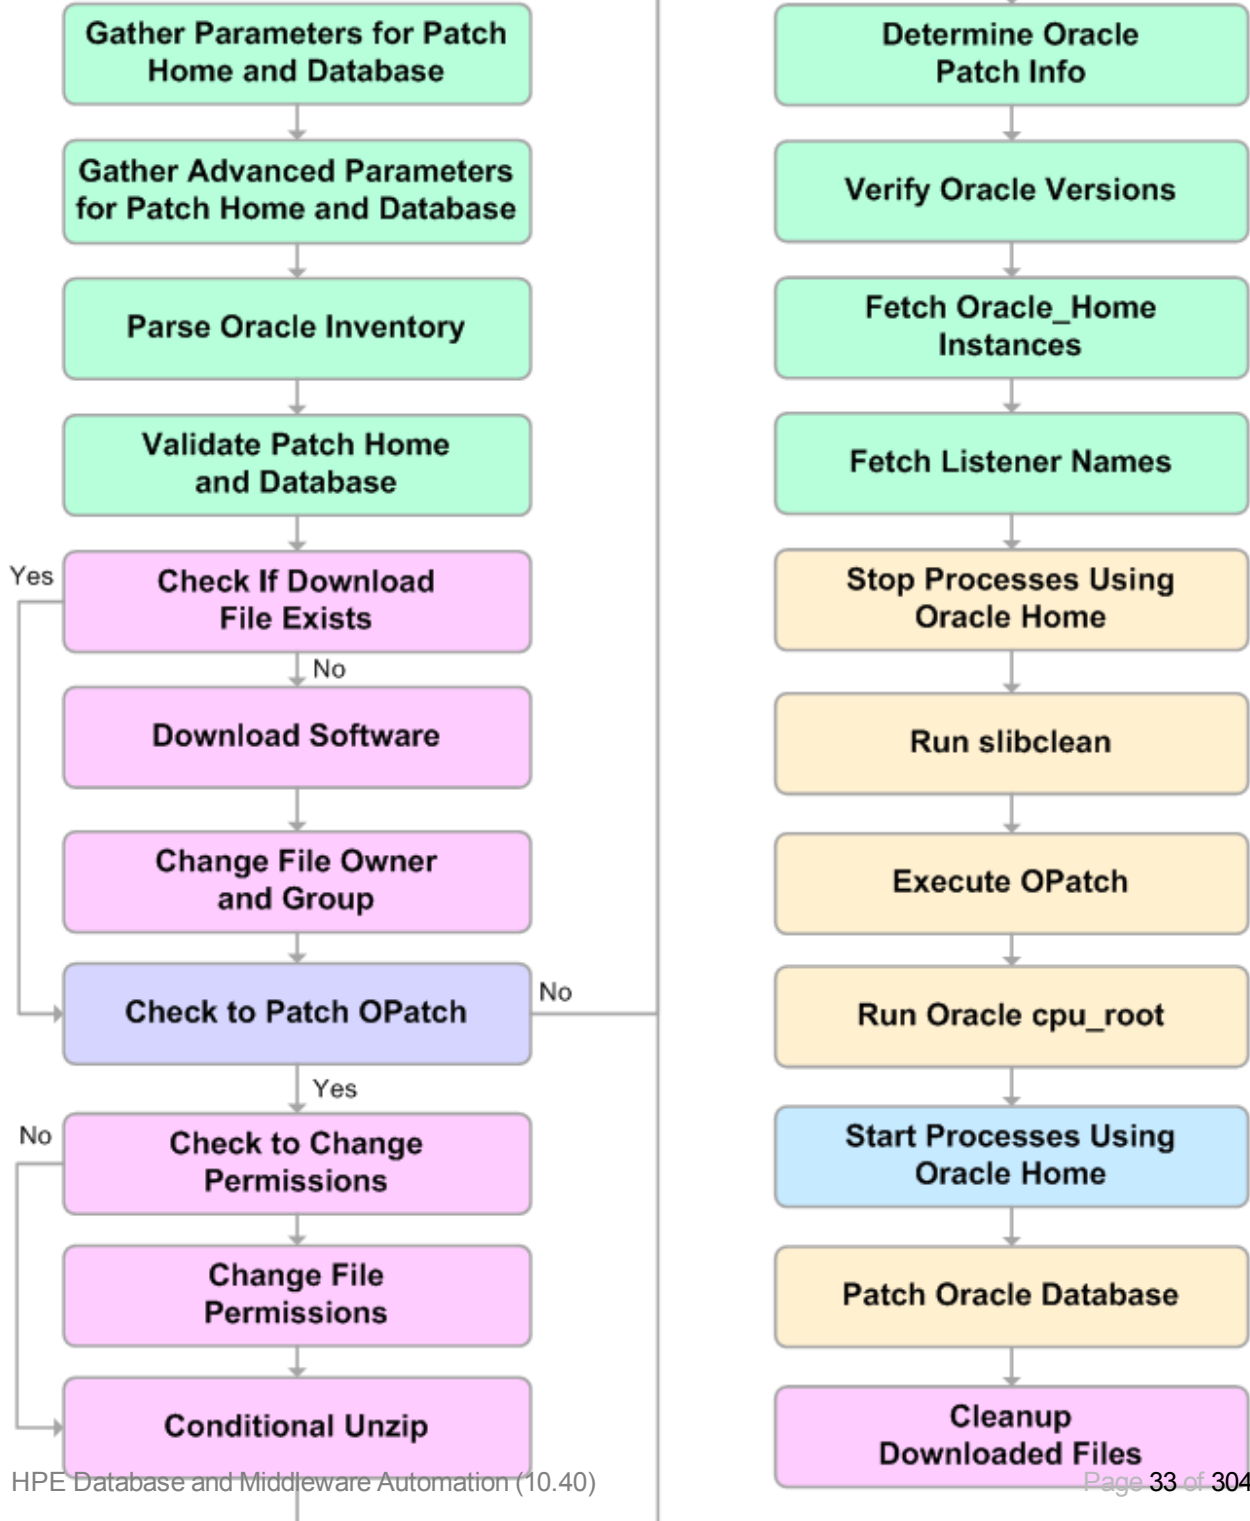 Gather Parameters for Patch
Home and Database
Gather Advanced Parameters
for Patch Home and Database
Parse Oracle Inventory
Validate Patch Home
and Database
Yes
Check If Download
File Exists
No
Download Software
Change File Owner
and Group
Check to Patch OPatch
No
Yes
No
Check to Change
Permissions
Change File
Permissions
Conditional Unzip
Determine Oracle
Patch Info
Verify Oracle Versions
Fetch Oracle_Home
Instances
Fetch Listener Names
Stop Processes Using
Oracle Home
Run slibclean
Execute OPatch
Run Oracle cpu_root
Start Processes Using
Oracle Home
Patch Oracle Database
Cleanup
Downloaded Files
HPE Database and Middleware Automation (10.40)
Page 33 of 304